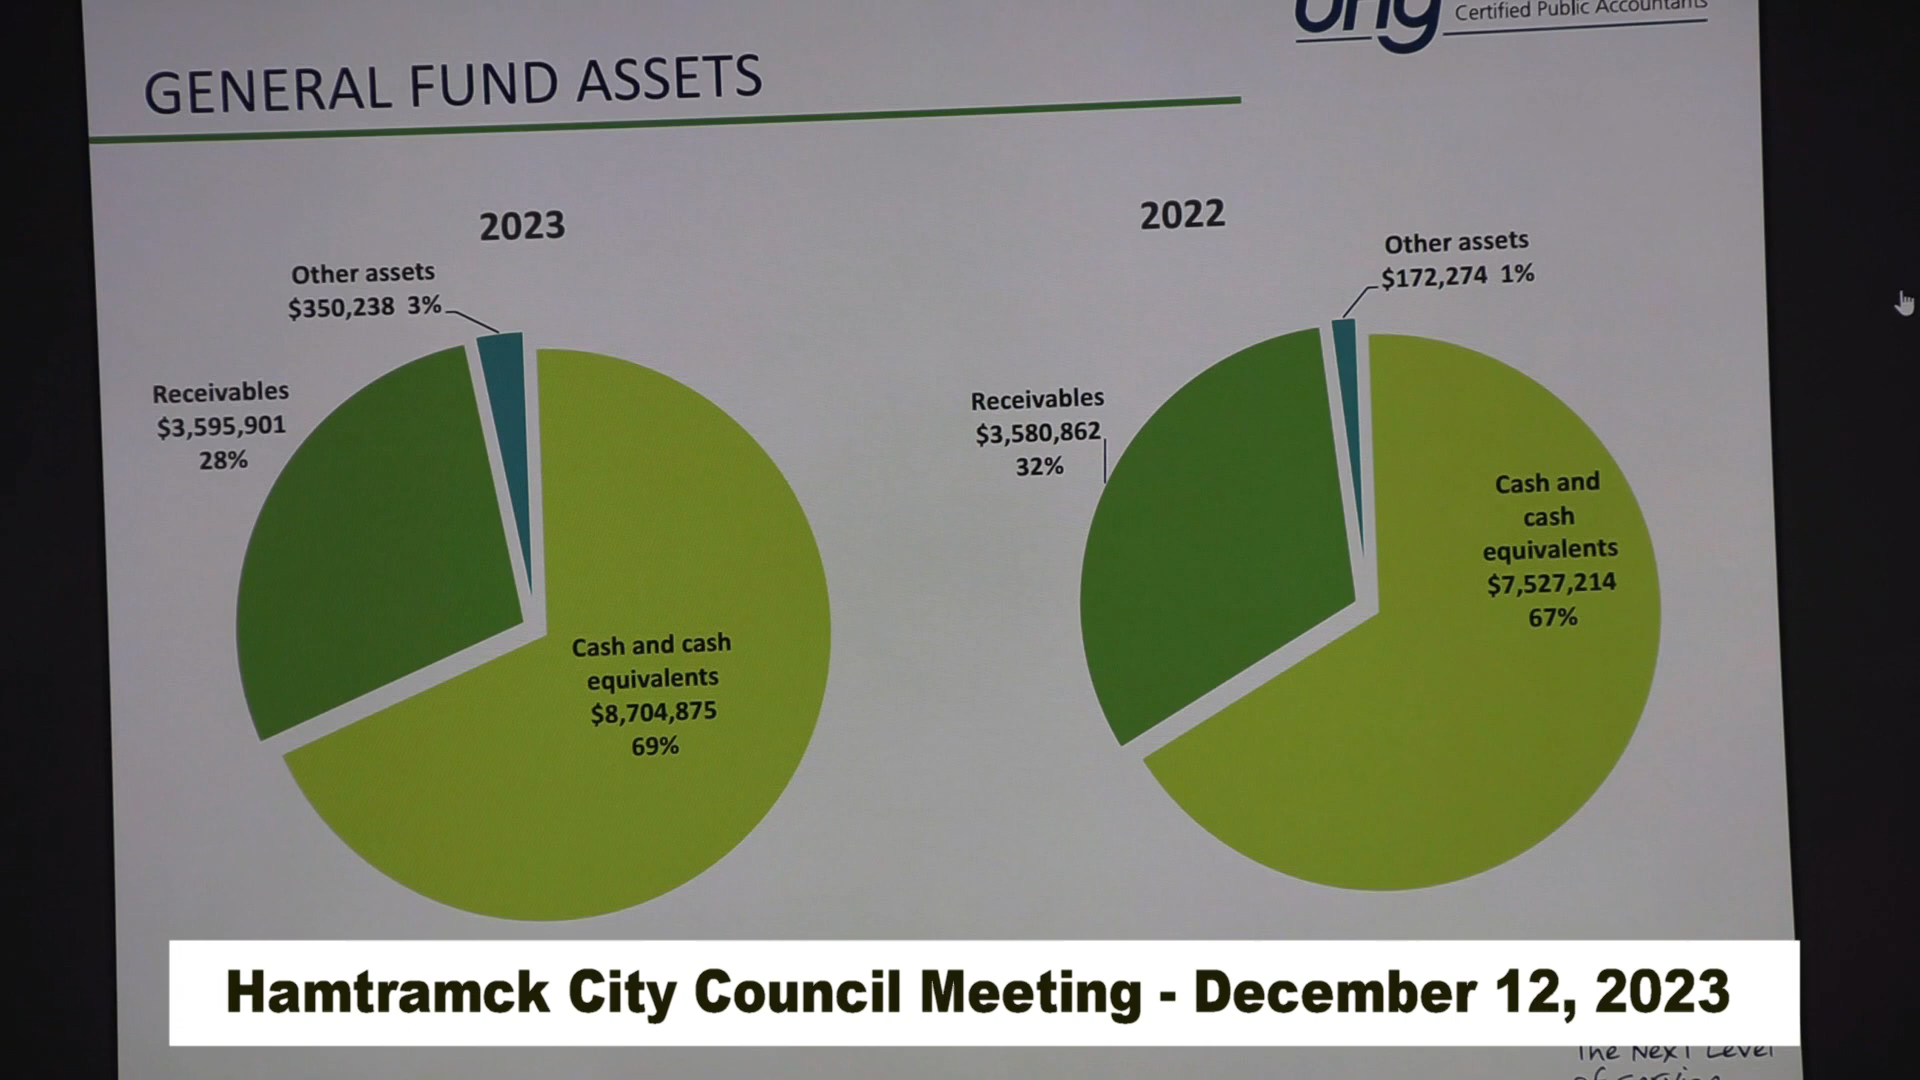 Certified Public Accountants
GENERAL FUND ASSETS
2023
Other assets
$350,238 3%
Receivables
$3,595,901
28%
Cash and cash
equivalents
$8,704,875
69%
2022
Other assets
$172,274 1%
Receivables
$3,580,862
32%
Cash and
cash
equivalents
$7,527,214
67%
Hamtramck City Council Meeting - December 12, 2023
The Next Level